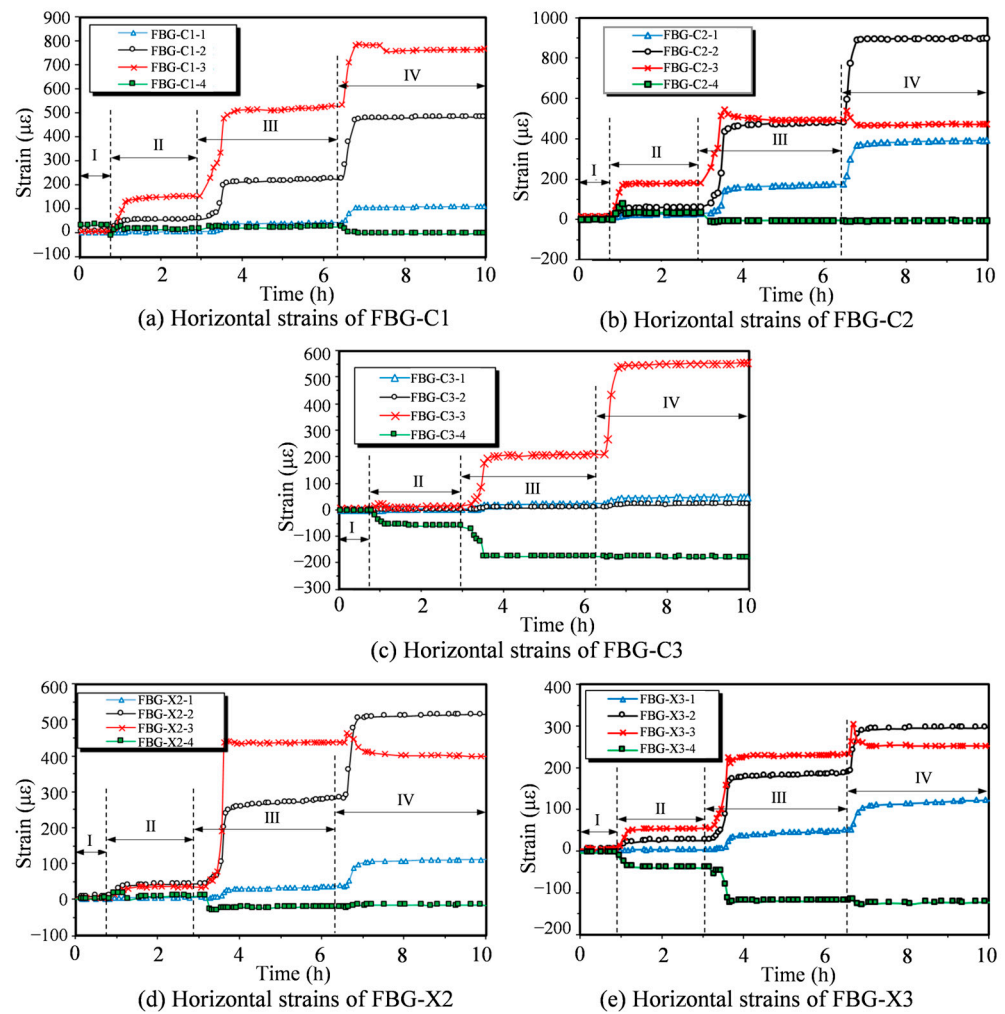 900
800
700
600
500
400
300
200
100
0
−100
Strain (με)
FBG-C1-1
FBG-C1-2
FBG-C1-3
FBG-C1-4
I
II
III
IV
0
2
4
6
8
10
Time (h)
(a) Horizontal strains of FBG-C1
1000
800
600
400
200
0
−200
Strain (με)
FBG-C2-1
FBG-C2-2
FBG-C2-3
FBG-C2-4
I
II
III
IV
0
2
4
6
8
10
Time (h)
(b) Horizontal strains of FBG-C2
600
500
400
300
200
100
0
−100
−200
−300
Strain (με)
FBG-C3-1
FBG-C3-2
FBG-C3-3
FBG-C3-4
I
II
III
IV
0
2
4
6
8
10
Time (h)
(c) Horizontal strains of FBG-C3
600
500
400
300
200
100
0
−100
Strain (με)
FBG-X2-1
FBG-X2-2
FBG-X2-3
FBG-X2-4
I
II
III
IV
0
2
4
6
8
10
Time (h)
(d) Horizontal strains of FBG-X2
400
300
200
100
0
−100
−200
Strain (με)
FBG-X3-1
FBG-X3-2
FBG-X3-3
FBG-X3-4
I
II
III
IV
0
2
4
6
8
10
Time (h)
(e) Horizontal strains of FBG-X3